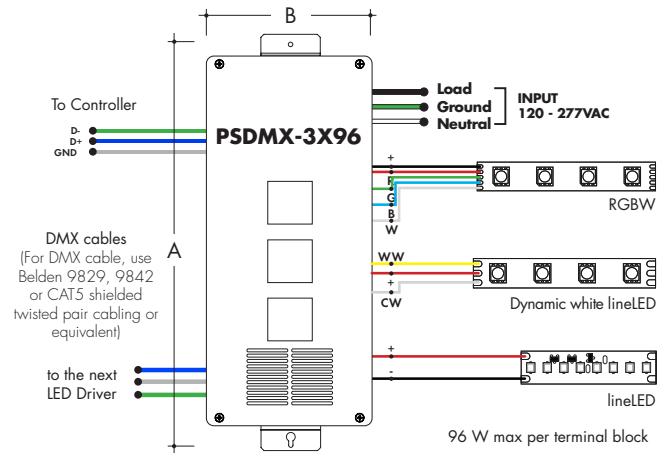 B
To Controller
D-
D+
GND
PSDMX-3X96
Load
Ground
Neutral
INPUT
120 - 277VAC
+
R
G
B
W
RGBW
A
DMX cables
(For DMX cable, use
Belden 9829, 9842
or CAT5 shielded
twisted pair cabling or
equivalent)
WW
+
CW
Dynamic white lineLED
to the next
LED Driver
+
-
lineLED
96 W max per terminal block